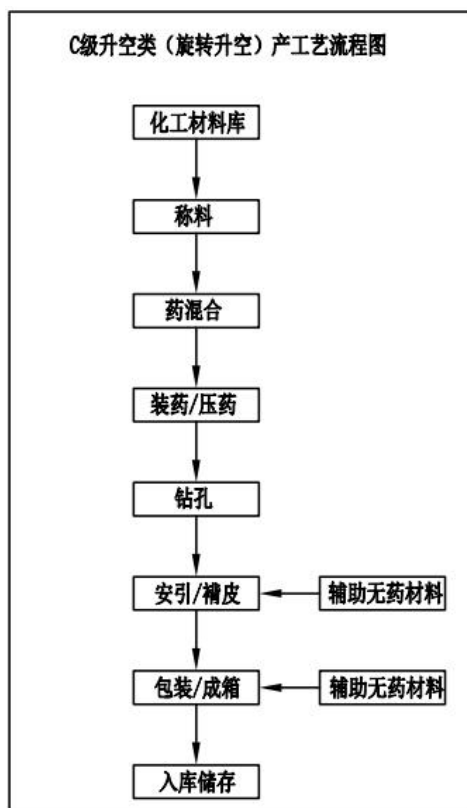 C级升空类（旋转升空）产工艺流程图
化工材料库
称料
药混合
装药/压药
钻孔
安引/褙皮
辅助无药材料
包装/成箱
辅助无药材料
入库储存